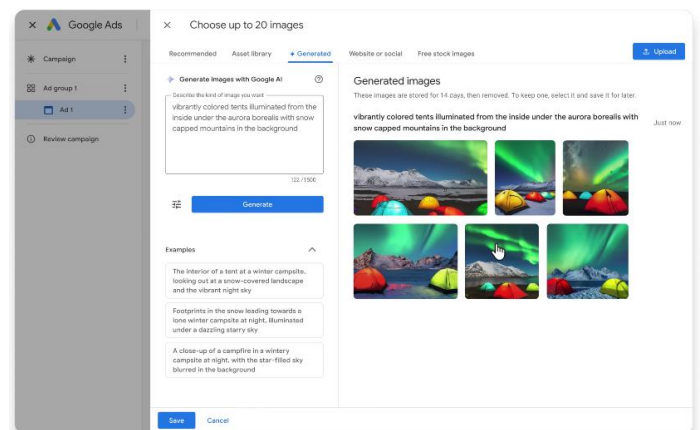 Google Ads
Choose up to 20 images
Campaign
Ad group 1
Ad 1
Review campaign
Recommended
Asset library
Generated
Website or social
Free stock images
Upload
Generate images with Google AI
Describe the kind of image you want
vibrantly colored tents illuminated from the
inside under the aurora borealis with snow
capped mountains in the background
122 / 1500
Generate
Examples
The interior of a tent at a winter campsite,
looking out at a snow-covered landscape
and the vibrant night sky
Footprints in the snow leading towards a
lone winter campsite at night, illuminated
under a dazzling starry sky
A close-up of a campfire in a wintery
campsite at night, with the star-filled sky
blurred in the background
Generated images
These images are stored for 14 days, then removed. To keep one, select it and save it for later.
vibrantly colored tents illuminated from the inside under the aurora borealis with
snow capped mountains in the background
Just now
Save
Cancel